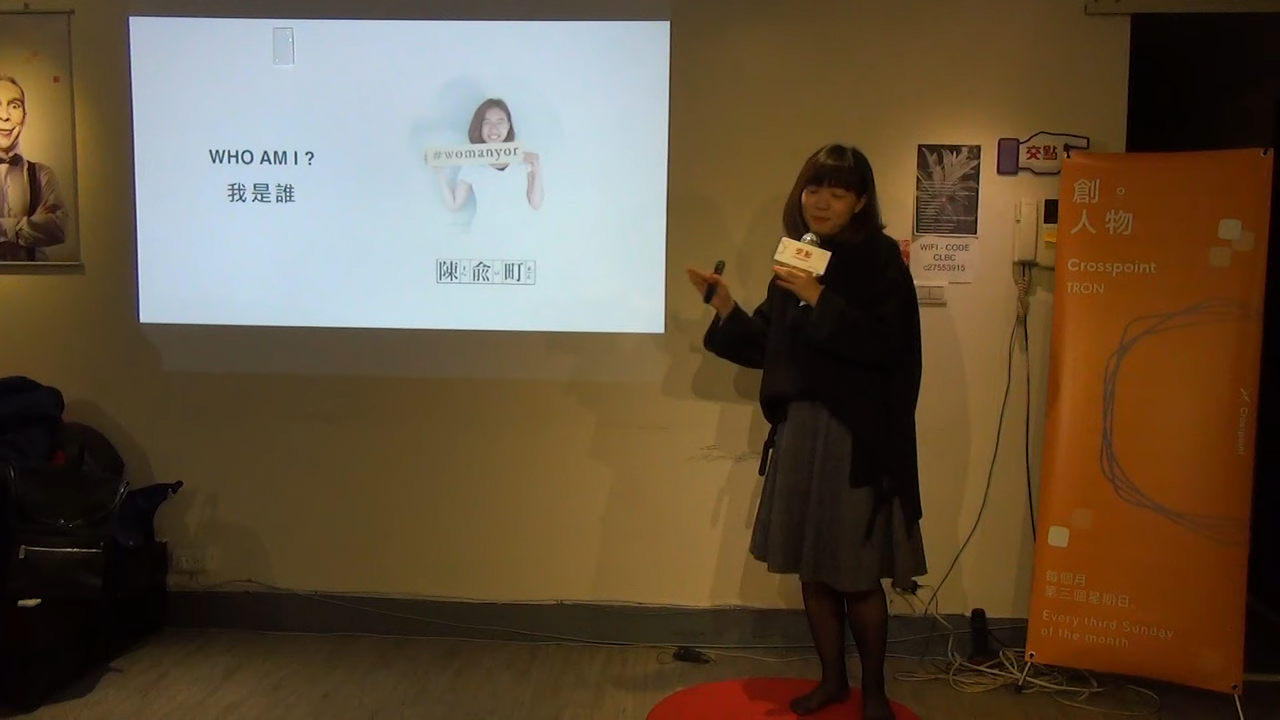 WHO AM I ?
我是誰
#womanyor
陳俞町
交點
交點
WIFI - CODE
CLBC
c27553915
創。
人物
Crosspoint
TRON
Crosspoint
每個月
第三個星期日
Every third Sunday
of the month